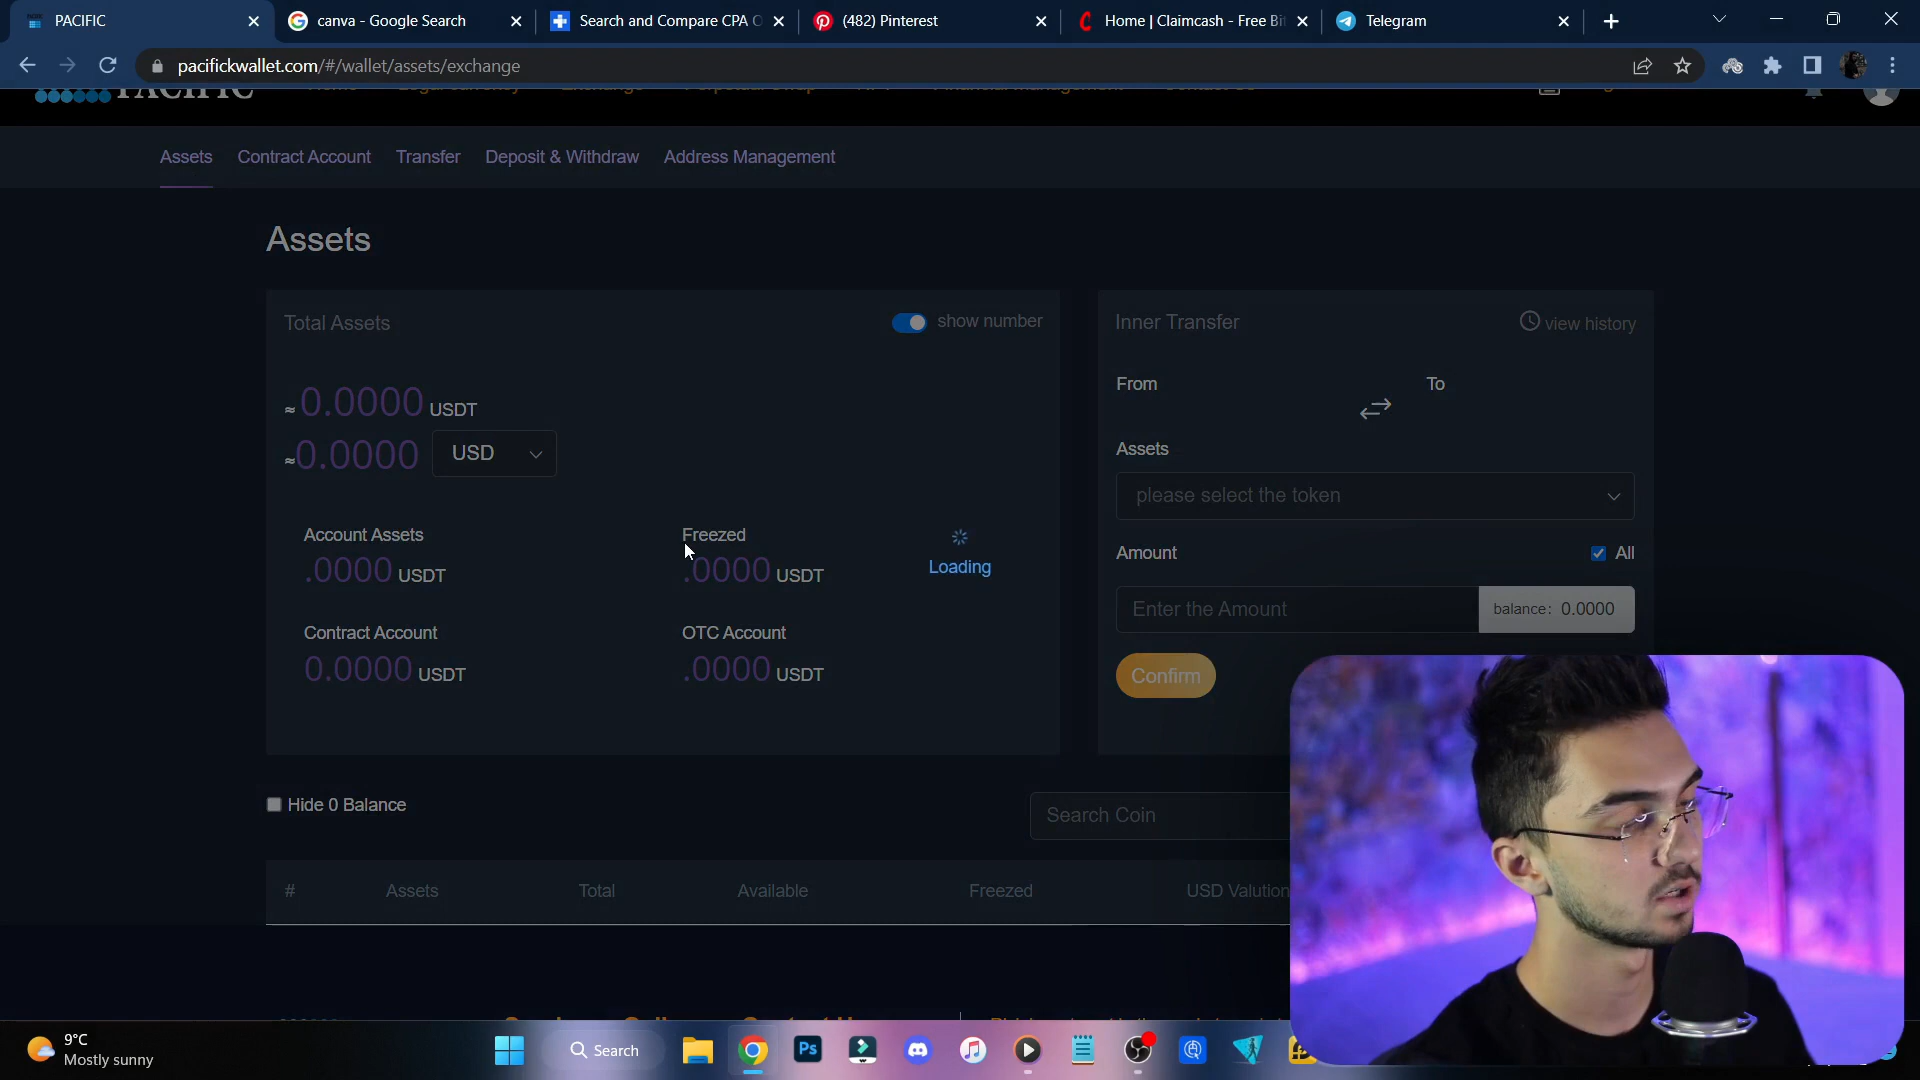 PACIFIC
canva - Google Search
Search and Compare CPA O
(482) Pinterest
Home | Claimcash - Free Bit
Telegram
pacifickwallet.com/#/wallet/assets/exchange
PACIFIC
Assets Contract Account Transfer Deposit & Withdraw Address Management
Assets
Total Assets
show number
≈0.0000 USDT
≈0.0000 USD
Account Assets
.0000 USDT
Freezed
.0000 USDT
Loading
Contract Account
0.0000 USDT
OTC Account
.0000 USDT
Inner Transfer
view history
From
To
Assets
please select the token
Amount
All
Enter the Amount
balance: 0.0000
Confirm
Hide 0 Balance
Search Coin
# Assets Total Available Freezed USD Valution
9°C
Mostly sunny
Search
Ps